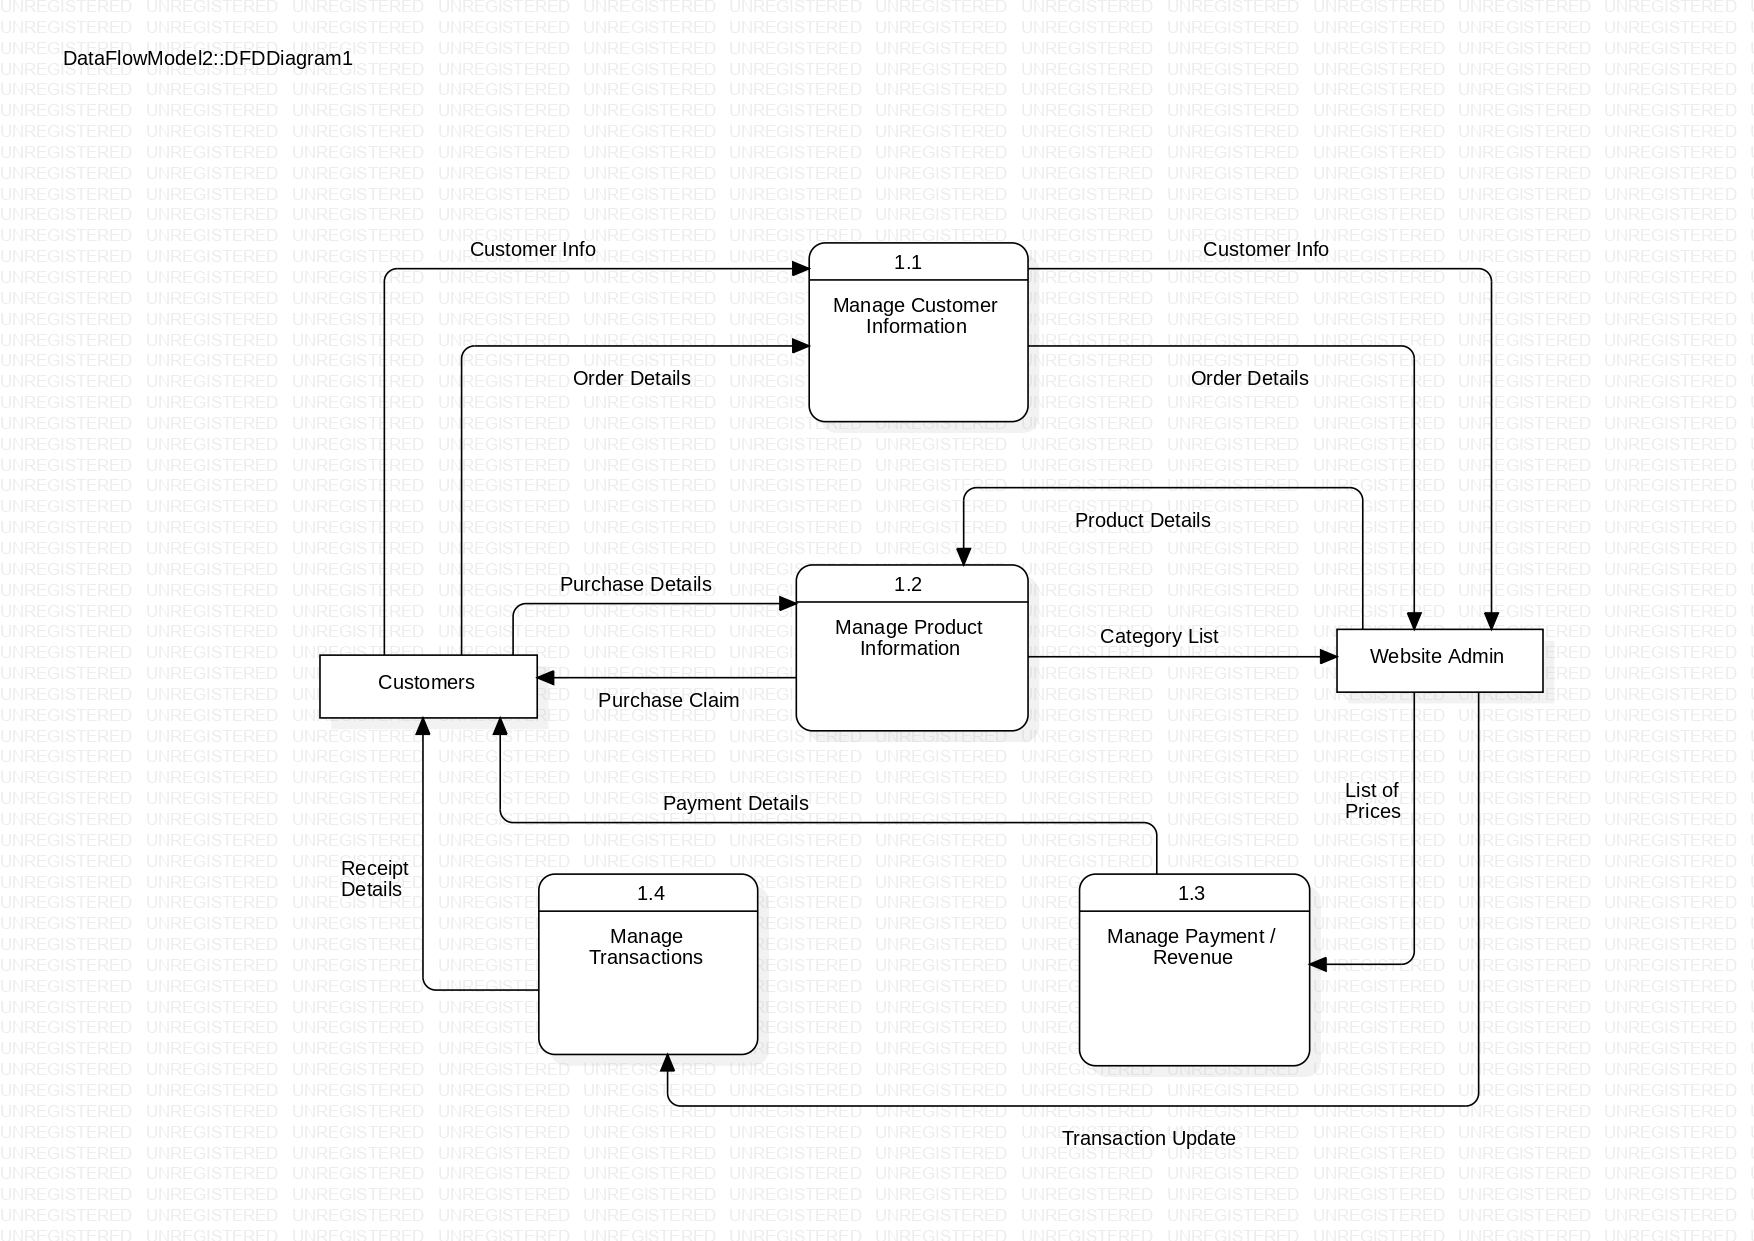 DataFlowModel2::DFDDiagram1
Customer Info
1.1
Customer Info
Manage Customer
Information
Order Details
Order Details
Product Details
Purchase Details
1.2
Manage Product
Information
Category List
Website Admin
Customers
Purchase Claim
List of
Prices
Payment Details
Receipt
Details
1.4
Manage
Transactions
1.3
Manage Payment /
Revenue
Transaction Update
UNREGISTERED